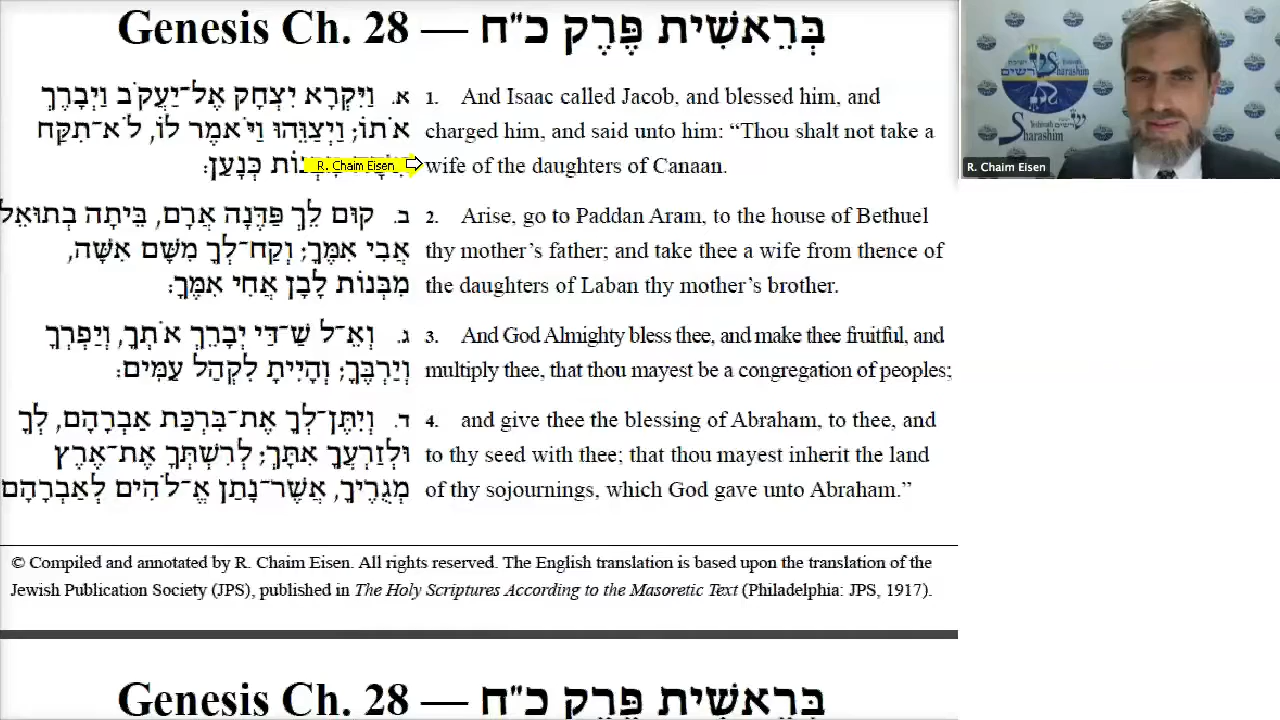 Genesis Ch. 28 — בְּרֵאשִׁית פֶּרֶק כ"ח
א. וַיִּקְרָא יִצְחָק אֶל־יַעֲקֹב וַיְבָרֶךְ
אֹתוֹ; וַיְצַוֵּהוּ וַיֹּאמֶר לוֹ, לֹא־תִקַּח
כְּנָעַן:
1. And Isaac called Jacob, and blessed him, and
charged him, and said unto him: “Thou shalt not take a
wife of the daughters of Canaan.
R. Chaim Eisen
ב. קוּם לֵךְ פַּדֶּנָה אֲרָם, בֵּיתָה בְתוּאֵל
אֲבִי אִמֶּךָ; וְקַח־לְךָ מִשָּׁם אִשָּׁה,
מִבְּנוֹת לָבָן אֲחִי אִמֶּךָ:
2. Arise, go to Paddan Aram, to the house of Bethuel
thy mother’s father; and take thee a wife from thence of
the daughters of Laban thy mother’s brother.
ג. וְאֵ־ל שַׁ־דַּי יְבָרֵךְ אֹתְךָ, וְיַפְרְךָ
וְיַרְבֶּךָ; וְהָיִיתָ לִקְהַל עַמִּים:
3. And God Almighty bless thee, and make thee fruitful, and
multiply thee, that thou mayest be a congregation of peoples;
ד. וְיִתֶּן־לְךָ אֶת־בִּרְכַּת אַבְרָהָם, לְךָ
וּלְזַרְעֲךָ אִתָּךְ; לְרִשְׁתְּךָ אֶת־אֶרֶץ
מְגֻרֶיךָ, אֲשֶׁר־נָתַן אֱ־לֹהִים לְאַבְרָהָם
4. and give thee the blessing of Abraham, to thee, and
to thy seed with thee; that thou mayest inherit the land
of thy sojournings, which God gave unto Abraham.”
© Compiled and annotated by R. Chaim Eisen. All rights reserved. The English translation is based upon the translation of the
Jewish Publication Society (JPS), published in The Holy Scriptures According to the Masoretic Text (Philadelphia: JPS, 1917).
Genesis Ch. 28 — בְּרֵאשִׁית פֶּרֶק כ"ח
Sharashim
R. Chaim Eisen